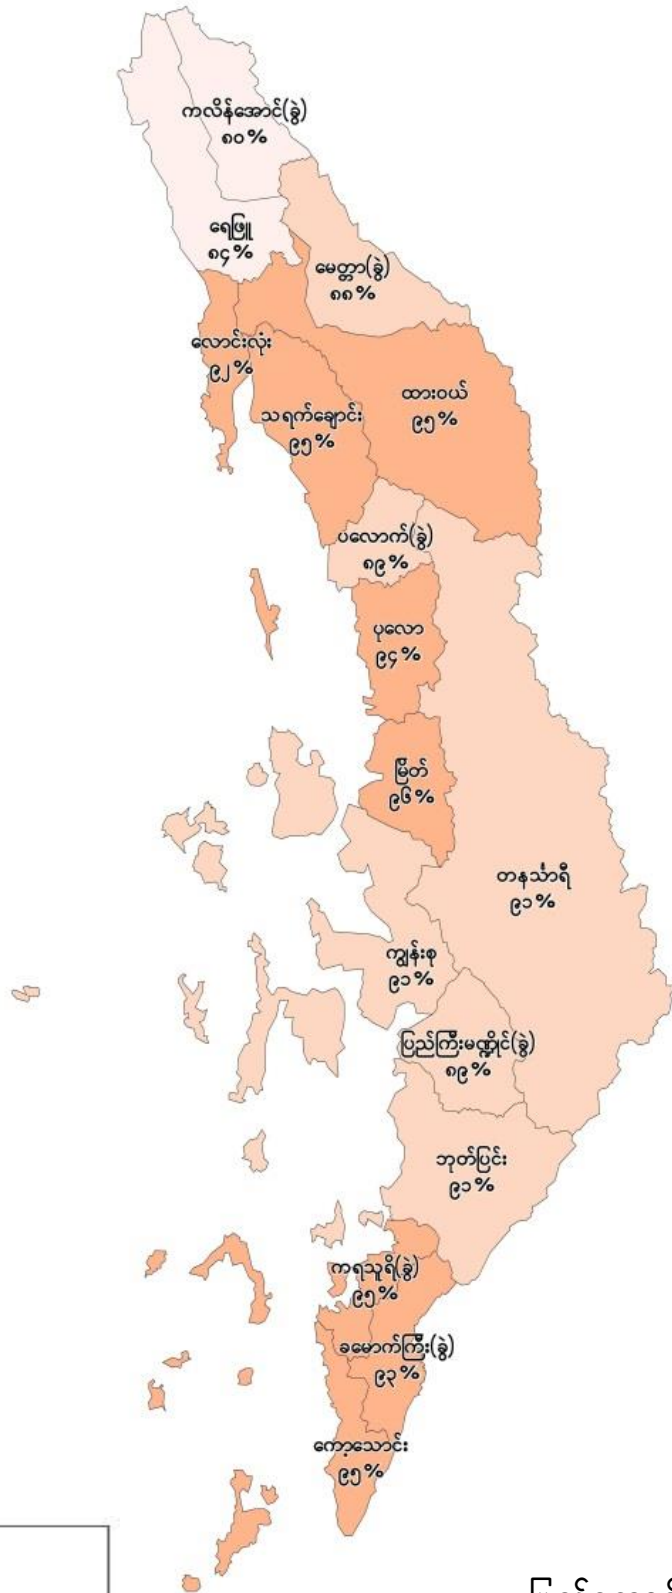 ကလိန်အောင်(ခွဲ)
၈၀%
ရေဖြူ
၈၄%
မေတ္တာ(ခွဲ)
၈၈%
လောင်းလုံး
၉၂%
ထားဝယ်
၉၅%
သရက်ချောင်း
၉၅%
ပလောက်(ခွဲ)
၈၉%
ပုလော
၉၄%
မြိတ်
၉၆%
တနင်္သာရီ
၉၁%
ကျွန်းစု
၉၁%
ပြည်ကြီးမဏ္ဍိုင်(ခွဲ)
၈၉%
ဘုတ်ပြင်း
၉၁%
ကရသူရိ(ခွဲ)
၉၅%
ခမောက်ကြီး(ခွဲ)
၉၃%
ကော့သောင်း
၉၅%